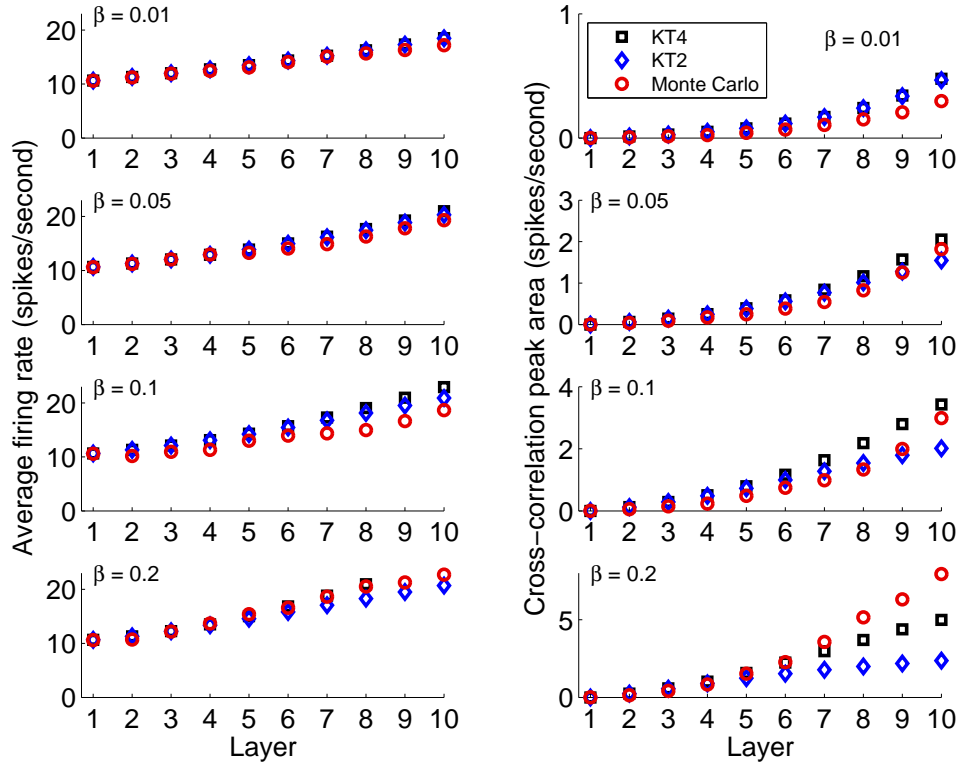 Average firing rate (spikes/second)
β = 0.01
20
10
0
1 2 3 4 5 6 7 8 9 10
β = 0.05
20
10
0
1 2 3 4 5 6 7 8 9 10
β = 0.1
20
10
0
1 2 3 4 5 6 7 8 9 10
β = 0.2
20
10
0
1 2 3 4 5 6 7 8 9 10
Layer
Cross−correlation peak area (spikes/second)
KT4
KT2
Monte Carlo
β = 0.01
1
0
1 2 3 4 5 6 7 8 9 10
β = 0.05
3
2
1
0
1 2 3 4 5 6 7 8 9 10
β = 0.1
4
2
0
1 2 3 4 5 6 7 8 9 10
β = 0.2
5
0
1 2 3 4 5 6 7 8 9 10
Layer